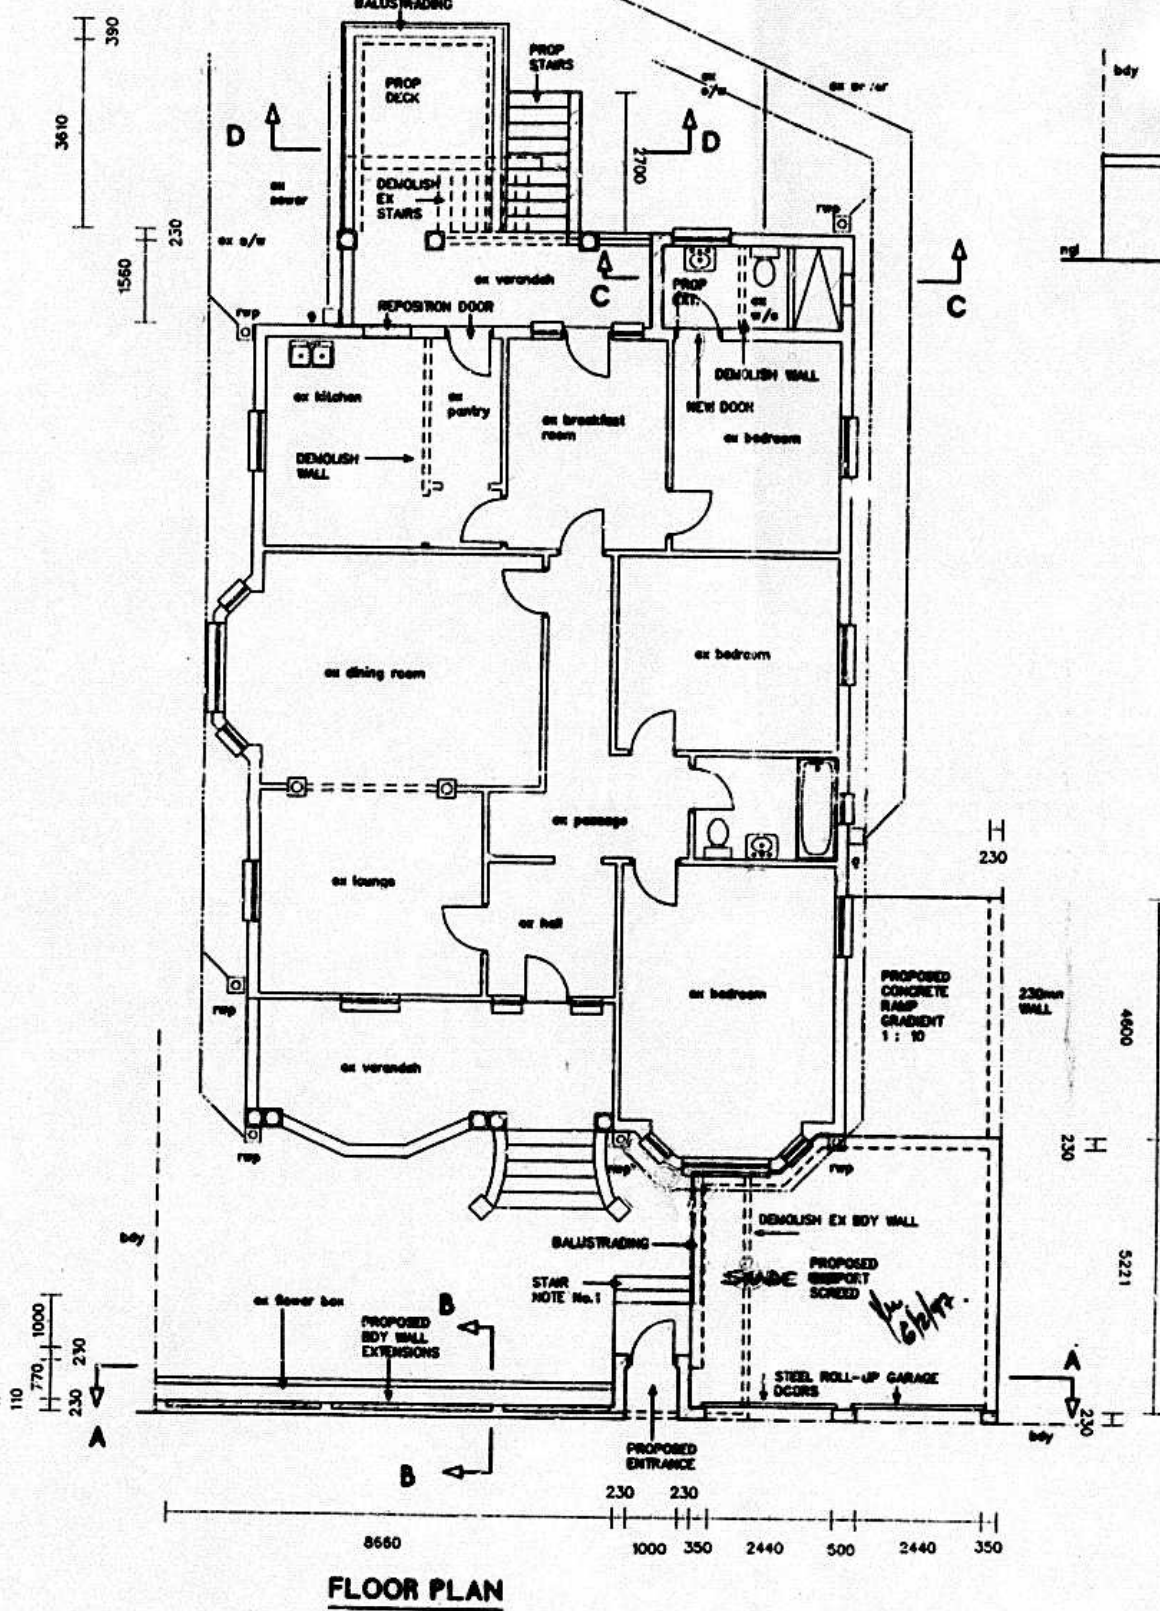 BALUSTRADING
390
PROP
STAIRS
bdy
PROP
DECK
ex
s/w
3610
D
D
2700
DEMOLISH
EX
STAIRS
ex
sewer
rwp
230
ex s/w
ex verandah
1560
C
C
PROP
EXT.
ex
w/c
ngl
REPOSITION DOOR
rwp
DEMOLISH WALL
NEW DOOR
ex kitchen
ex
pantry
ex breakfast
room
ex bedroom
DEMOLISH
WALL
ex bedroom
ex dining room
ex passage
230
ex lounge
ex hall
ex bedroom
PROPOSED
CONCRETE
RAMP
GRADIENT
1 : 10
230mm
WALL
rwp
4600
ex verandah
230
rwp
rwp
rwp
DEMOLISH EX BDY WALL
bdy
BALUSTRADING
STAIR
NOTE No.1
SHADE
PROPOSED
SCREED
5221
6/2/97.
ex flower box
B
PROPOSED
BDY WALL
EXTENSIONS
1000
230
770
110
230
A
A
STEEL ROLL-UP GARAGE
DOORS
230
bdy
B
PROPOSED
ENTRANCE
230
230
8660
1000
350
2440
500
2440
350
FLOOR PLAN